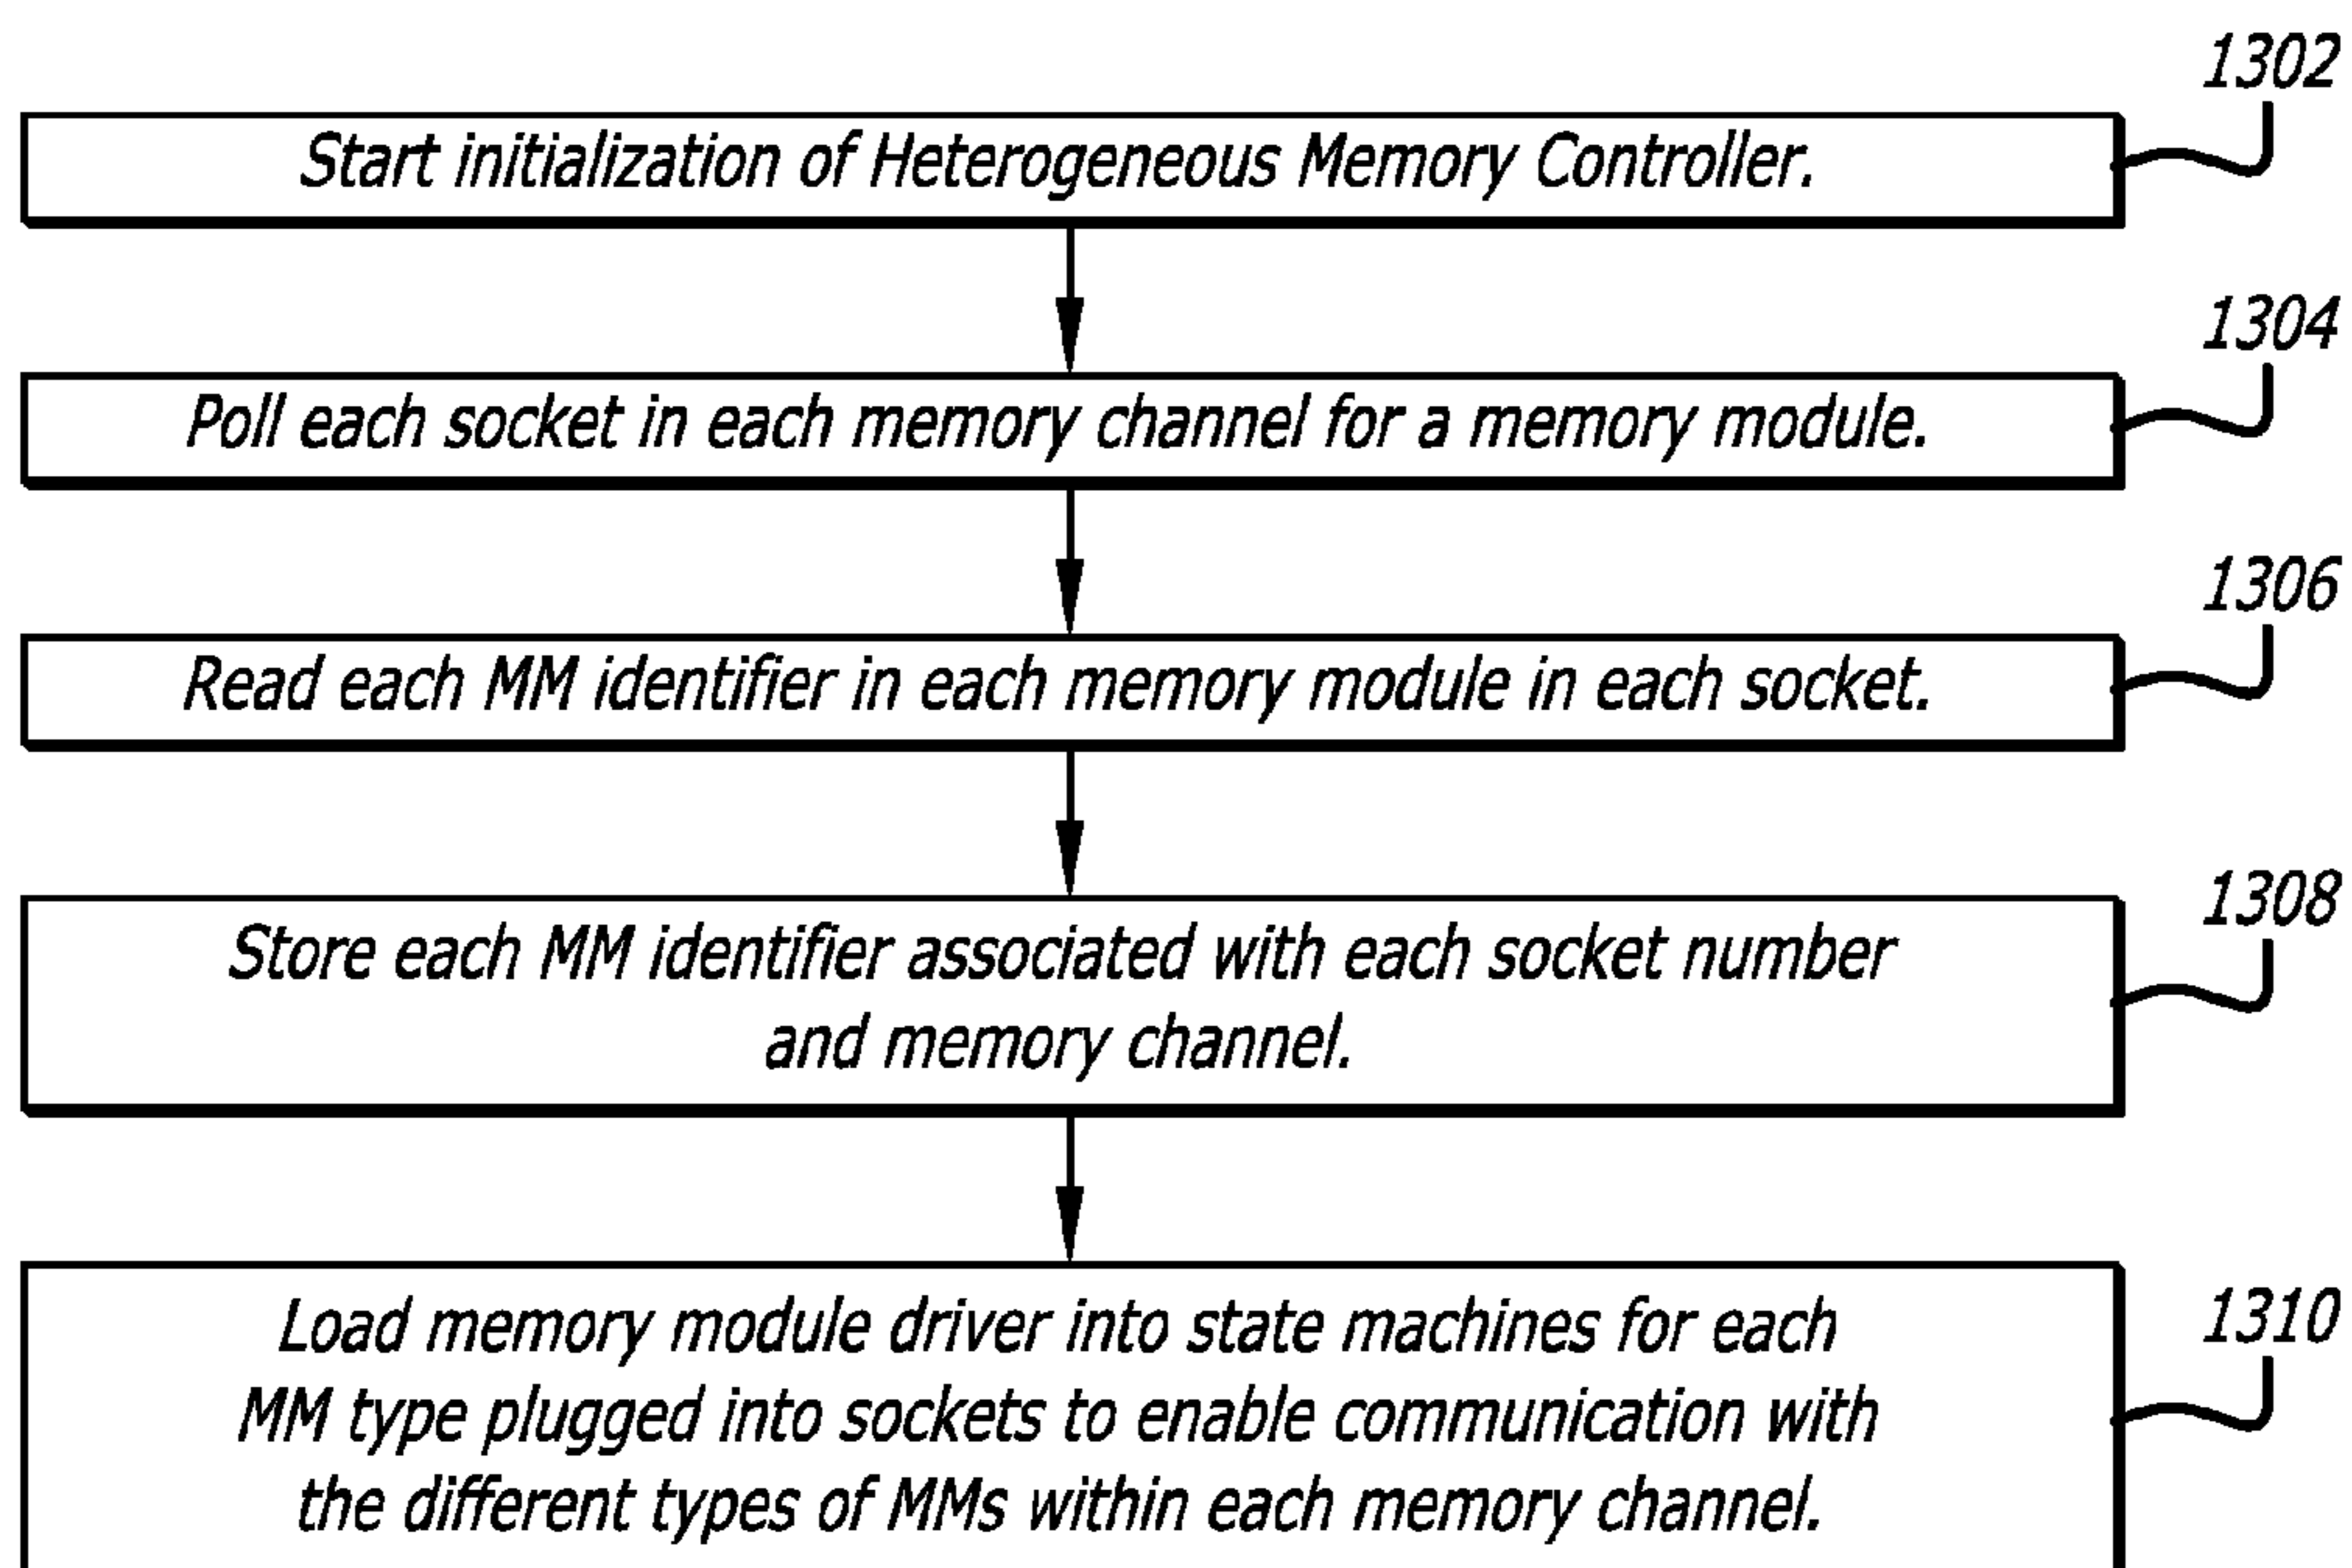 1302
Start initialization of Heterogeneous Memory Controller.
1304
Poll each socket in each memory channel for a memory module.
1306
Read each MM identifier in each memory module in each socket.
1308
Store each MM identifier associated with each socket number
and memory channel.
1310
Load memory module driver into state machines for each
MM type plugged into sockets to enable communication with
the different types of MMs within each memory channel.